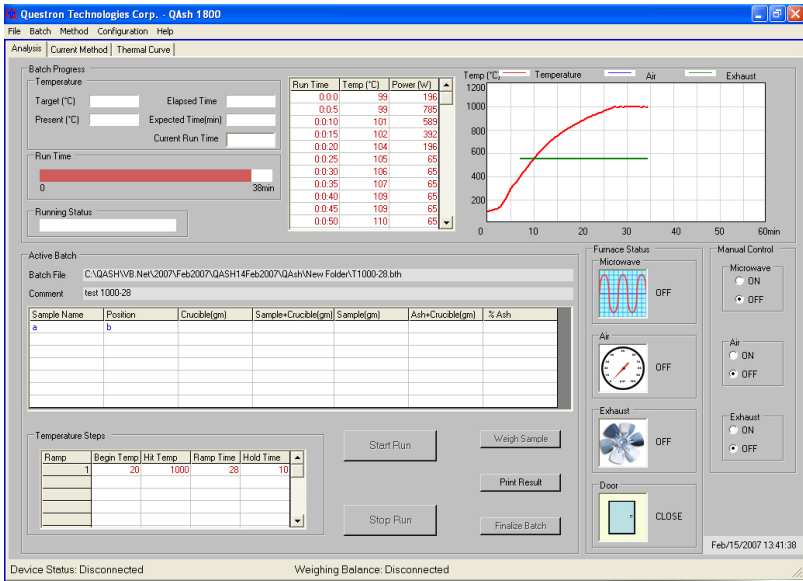 Questron Technologies Corp. - QAsh 1800
File Batch Method Configuration Help
Analysis Current Method Thermal Curve
Batch Progress
Temperature
Target (°C) Elapsed Time
Present (°C) Expected Time(min)
Current Run Time
Run Time
0 38min
Running Status
Run Time Temp (°C) Power (W)
0:0:0 99 196
0:0:5 99 785
0:0:10 101 589
0:0:15 102 392
0:0:20 104 196
0:0:25 105 65
0:0:30 106 65
0:0:35 107 65
0:0:40 109 65
0:0:45 109 65
0:0:50 110 65
Temp (°C) Temperature Air Exhaust
1200
1000
800
600
400
200
0 10 20 30 40 50 60min
Active Batch
Batch File C:\QASH\VB.Net\2007\Feb2007\QASH14Feb2007\QAsh\New Folder\T1000-28.bth
Comment test 1000-28
Sample Name Position Crucible(gm) Sample+Crucible(gm) Sample(gm) Ash+Crucible(gm) % Ash
a b
Temperature Steps
Ramp Begin Temp Hit Temp Ramp Time Hold Time
1 20 1000 28 10
Start Run
Stop Run
Weigh Sample
Print Result
Finalize Batch
Furnace Status
Microwave
OFF
Air
OFF
Exhaust
OFF
Door
CLOSE
Manual Control
Microwave
ON
OFF
Air
ON
OFF
Exhaust
ON
OFF
Feb/15/2007 13:41:38
Device Status: Disconnected Weighing Balance: Disconnected